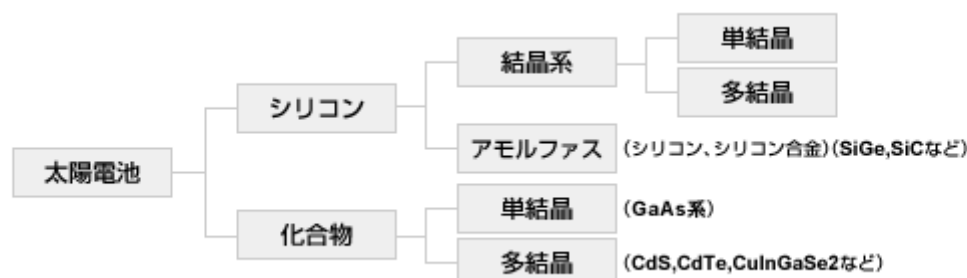 単結晶
結晶系
多結晶
シリコン
アモルファス (シリコン、シリコン合金)(SiGe,SiCなど)
太陽電池
単結晶 (GaAs系)
化合物
多結晶 (CdS,CdTe,CuInGaSe2など)